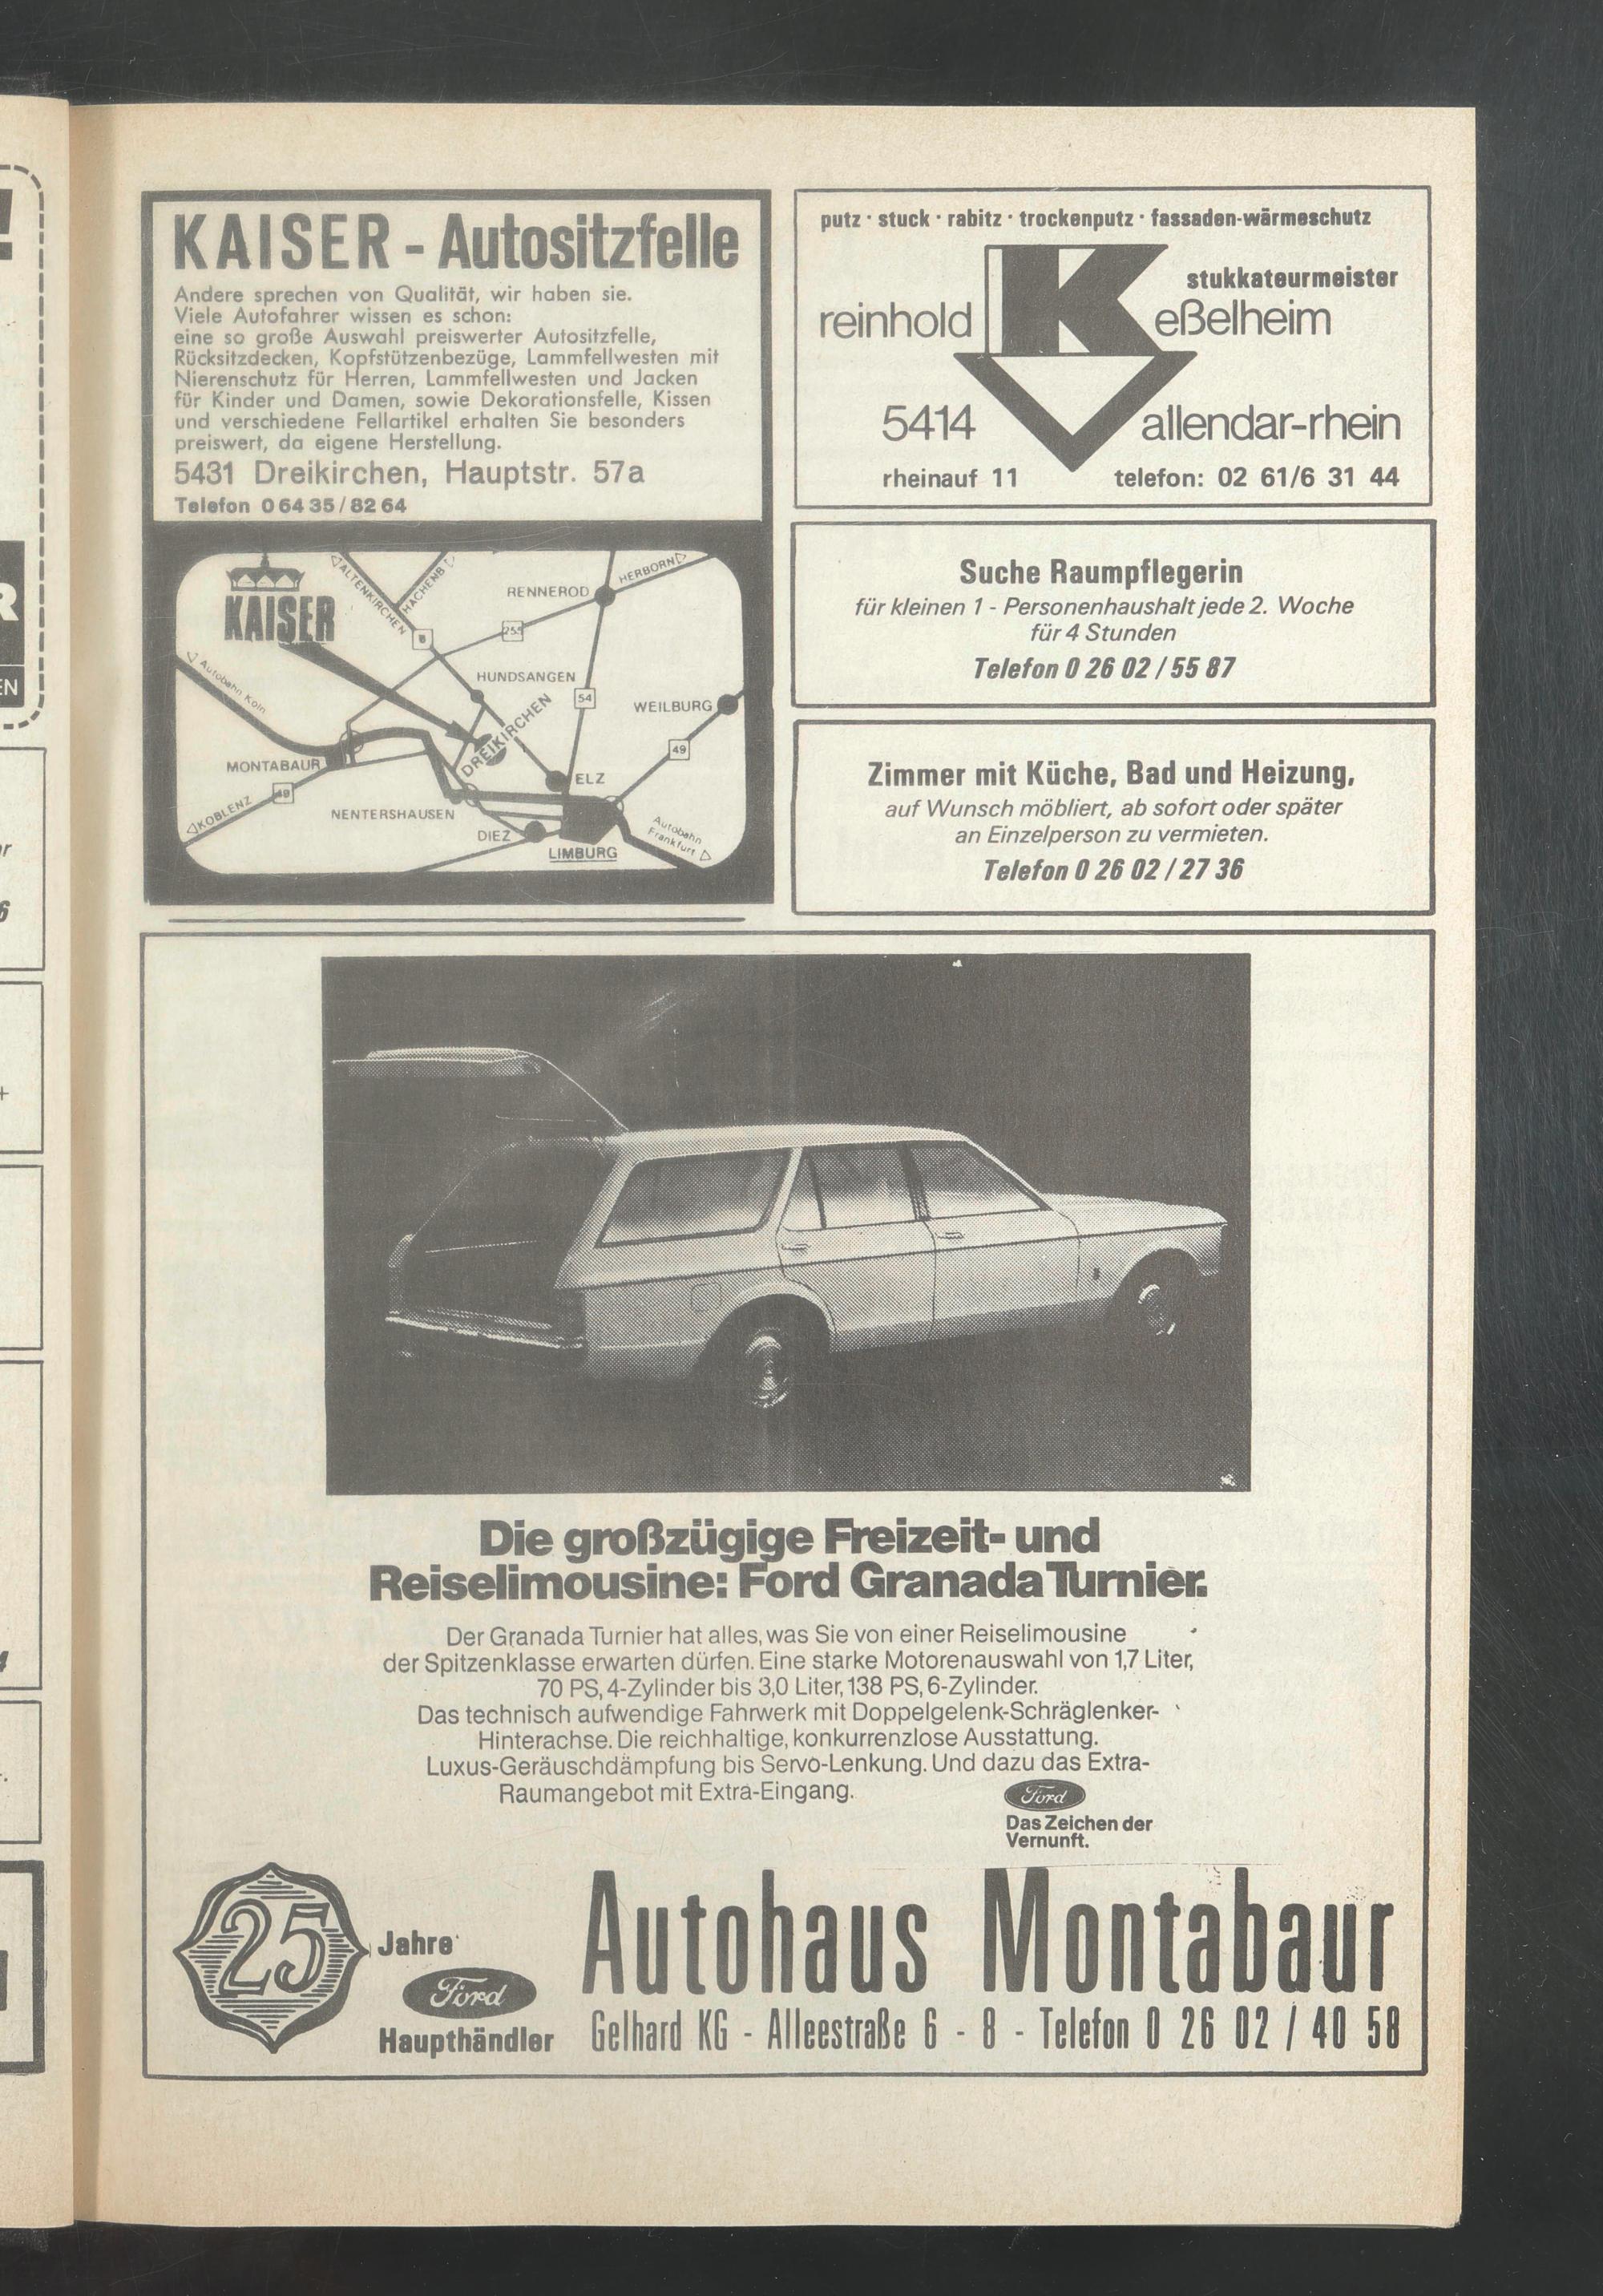 KAISER - Autositzfelle
Andere sprechen von Qualität, wir haben sie.
Viele Autofahrer wissen es schon:
eine so große Auswahl preiswerter Autositzfelle,
Rücksitzdecken, Kopfstützenbezüge, Lammfellwesten mit
Nierenschutz für Herren, Lammfellwesten und Jacken
für Kinder und Damen, sowie Dekorationsfelle, Kissen
und verschiedene Fellartikel erhalten Sie besonders
preiswert, da eigene Herstellung.
5431 Dreikirchen, Hauptstr. 57a
Telefon 0 64 35 / 82 64
KAISER
ALTENKIRCHEN
HACHENB
RENNEROD
HERBORN
8
255
Autobahn Köln
HUNDSANGEN
54
WEILBURG
DREIKIRCHEN
49
MONTABAUR
ELZ
49
KOBLENZ
NENTERSHAUSEN
DIEZ
LIMBURG
Autobahn
Frankfurt
putz · stuck · rabitz · trockenputz · fassaden-wärmeschutz
stukkateurmeister
reinhold Keßelheim
5414 Vallendar-rhein
rheinauf 11 telefon: 02 61/6 31 44
Suche Raumpflegerin
für kleinen 1 - Personenhaushalt jede 2. Woche
für 4 Stunden
Telefon 0 26 02 / 55 87
Zimmer mit Küche, Bad und Heizung,
auf Wunsch möbliert, ab sofort oder später
an Einzelperson zu vermieten.
Telefon 0 26 02 / 27 36
Die großzügige Freizeit- und
Reiselimousine: Ford Granada Turnier.
Der Granada Turnier hat alles, was Sie von einer Reiselimousine
der Spitzenklasse erwarten dürfen. Eine starke Motorenauswahl von 1,7 Liter,
70 PS, 4-Zylinder bis 3,0 Liter, 138 PS, 6-Zylinder.
Das technisch aufwendige Fahrwerk mit Doppelgelenk-Schräglenker-
Hinterachse. Die reichhaltige, konkurrenzlose Ausstattung.
Luxus-Geräuschdämpfung bis Servo-Lenkung. Und dazu das Extra-
Raumangebot mit Extra-Eingang.
Ford
Das Zeichen der
Vernunft.
25 Jahre
Ford
Haupthändler
Autohaus Montabaur
Gelhard KG - Alleestraße 6 - 8 - Telefon 0 26 02 / 40 58